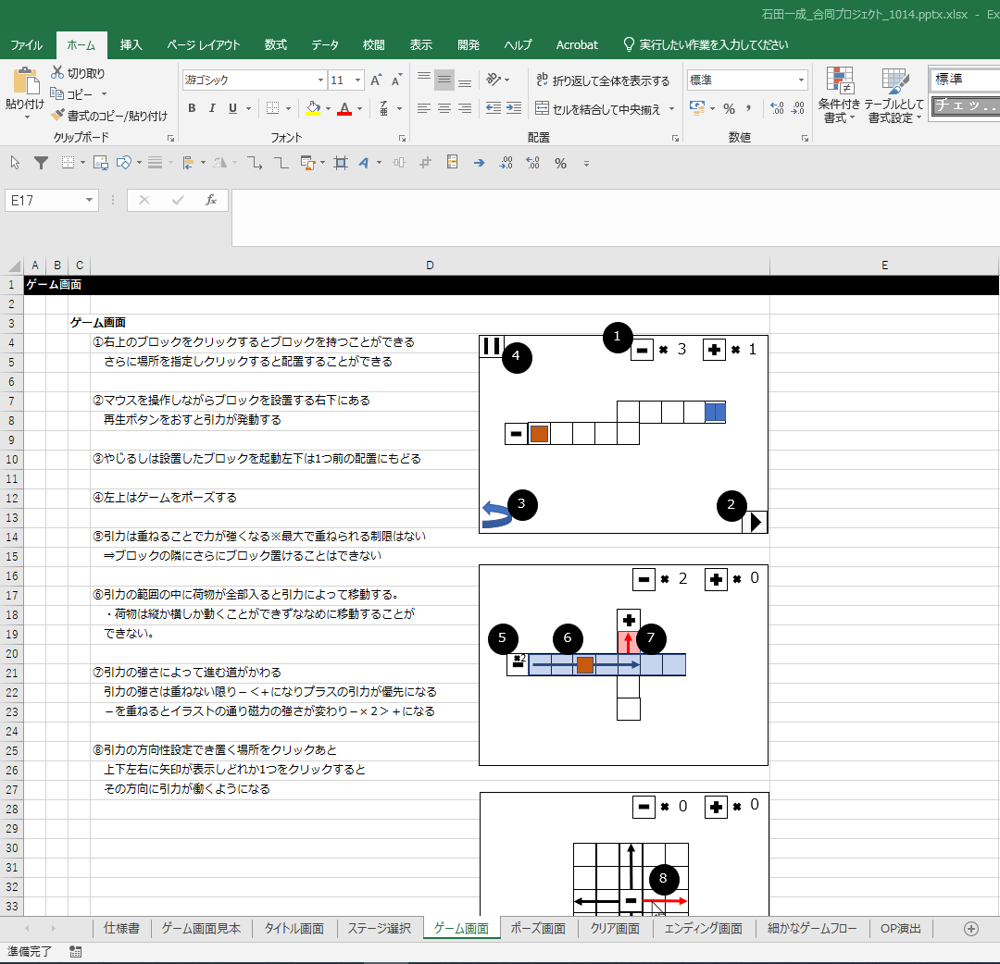 石田一成_合同プロジェクト_1014.pptx.xlsx - Ex
ファイル ホーム 挿入 ページ レイアウト 数式 データ 校閲 表示 開発 ヘルプ Acrobat 実行したい作業を入力してください
切り取り
コピー
書式のコピー/貼り付け
貼り付け
クリップボード
游ゴシック 11
B I U
フォント
折り返して全体を表示する
セルを結合して中央揃え
配置
標準
数値
条件付き書式
テーブルとして書式設定
標準
チェッ...
E17
fx
A B C D E
1 ゲーム画面
2
3 ゲーム画面
4 ①右上のブロックをクリックするとブロックを持つことができる
5 さらに場所を指定しクリックすると配置することができる
6
7 ②マウスを操作しながらブロックを設置する右下にある
8 再生ボタンをおすと引力が発動する
9
10 ③やじるしは設置したブロックを起動左下は1つ前の配置にもどる
11
12 ④左上はゲームをポーズする
13
14 ⑤引力は重ねることで力が強くなる※最大で重ねられる制限はない
15 ⇒ブロックの隣にさらにブロック置けることはできない
16
17 ⑥引力の範囲の中に荷物が全部入ると引力によって移動する。
18 ・荷物は縦か横しか動くことができずななめに移動することが
19 できない。
20
21 ⑦引力の強さによって進む道がかわる
22 引力の強さは重ねない限り－＜＋になりプラスの引力が優先になる
23 －を重ねるとイラストの通り磁力の強さが変わり－×２＞＋になる
24
25 ⑧引力の方向性設定でき置く場所をクリックあと
26 上下左右に矢印が表示しどれか1つをクリックすると
27 その方向に引力が働くようになる
28
29
30
31
32
33
1
4
－ × 3 ＋ × 1
－
3
2
－ × 2 ＋ × 0
＋
5 6 7
×2
－
－ × 0 ＋ × 0
8
－
仕様書 ゲーム画面見本 タイトル画面 ステージ選択 ゲーム画面 ポーズ画面 クリア画面 エンディング画面 細かなゲームフロー OP演出
準備完了